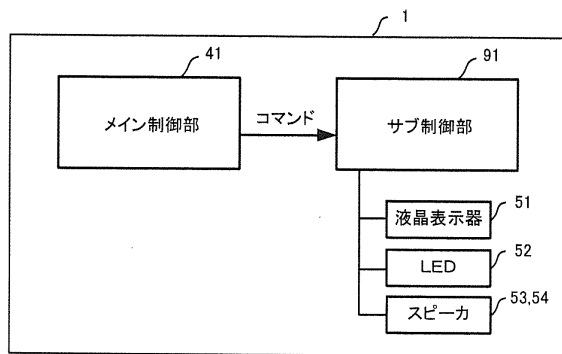 1
41
91
メイン制御部
コマンド
サブ制御部
液晶表示器
51
LED
52
スピーカ
53,54